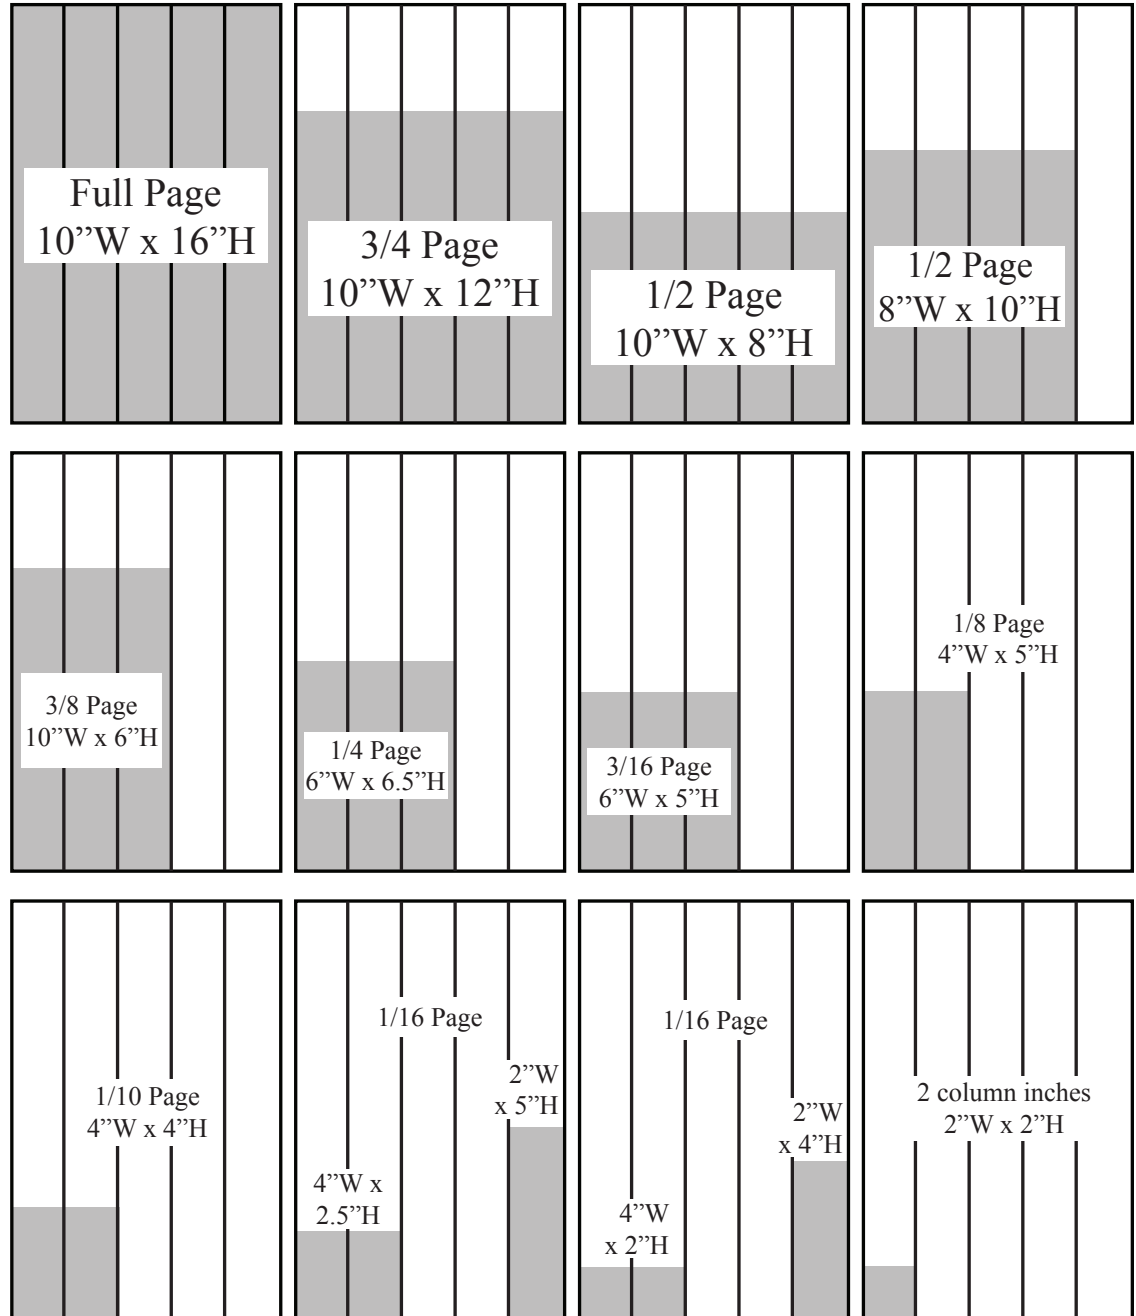 Full Page
10”W x 16”H
3/4 Page
10”W x 12”H
1/2 Page
10”W x 8”H
1/2 Page
8”W x 10”H
3/8 Page
10”W x 6”H
1/4 Page
6”W x 6.5”H
3/16 Page
6”W x 5”H
1/8 Page
4”W x 5”H
1/10 Page
4”W x 4”H
1/16 Page
2”W
x 5”H
4”W x
2.5”H
1/16 Page
2”W
x 4”H
4”W
x 2”H
2 column inches
2”W x 2”H